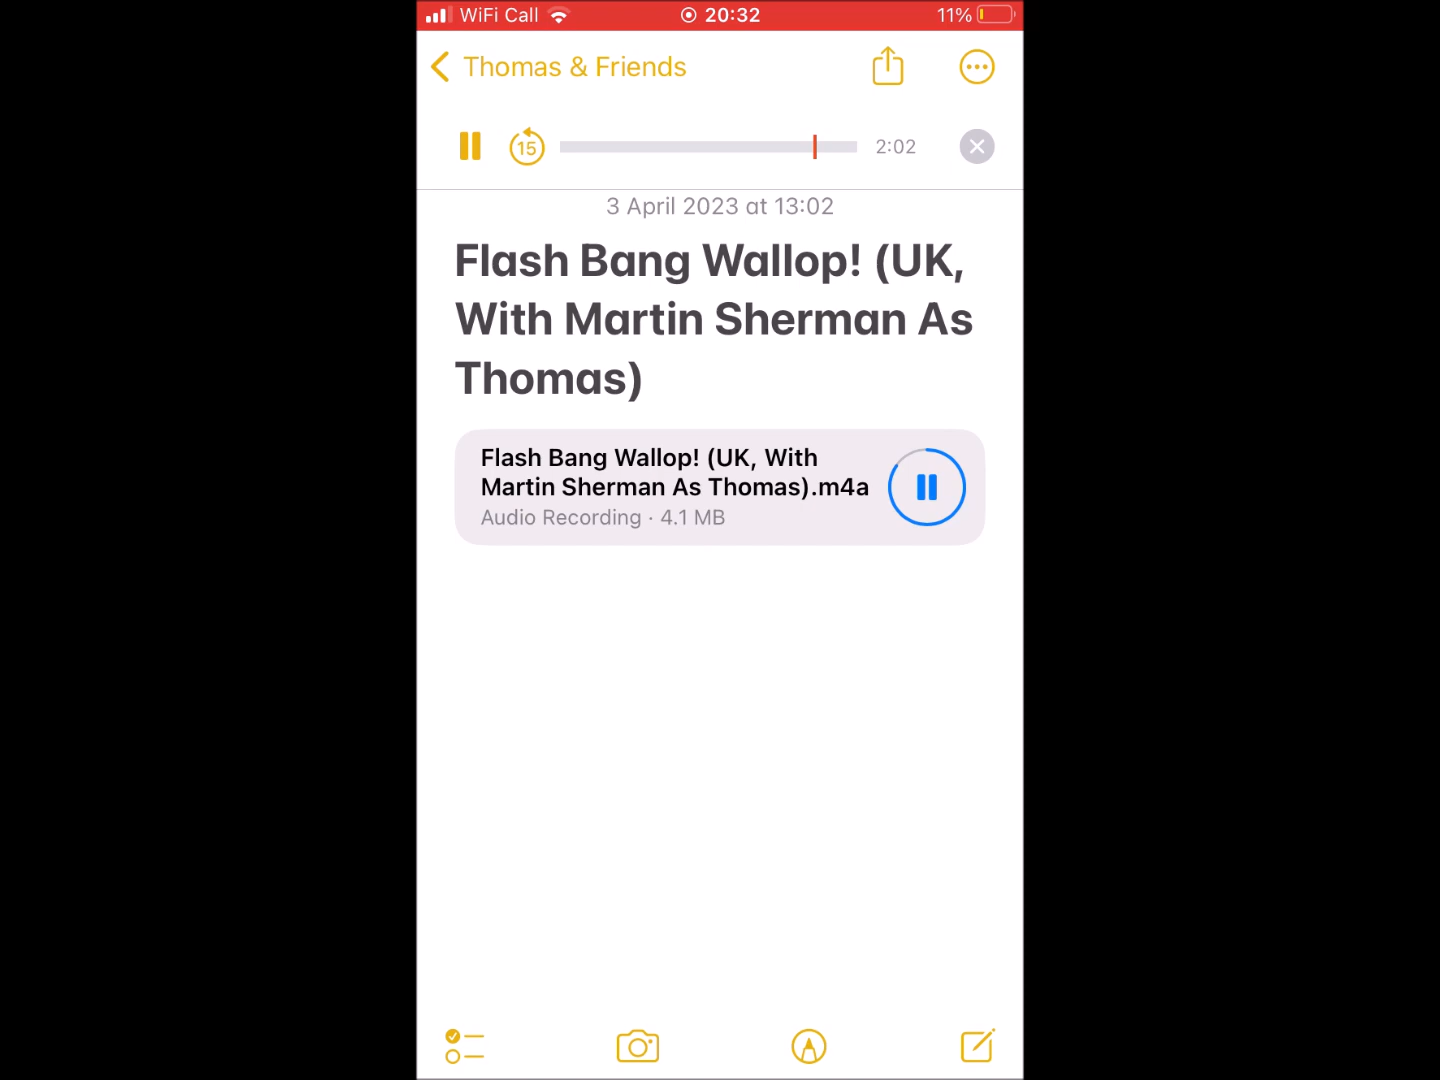 WiFi Call 20:32 11%
Thomas & Friends
15 2:02
3 April 2023 at 13:02
Flash Bang Wallop! (UK,
With Martin Sherman As
Thomas)
Flash Bang Wallop! (UK, With
Martin Sherman As Thomas).m4a
Audio Recording · 4.1 MB